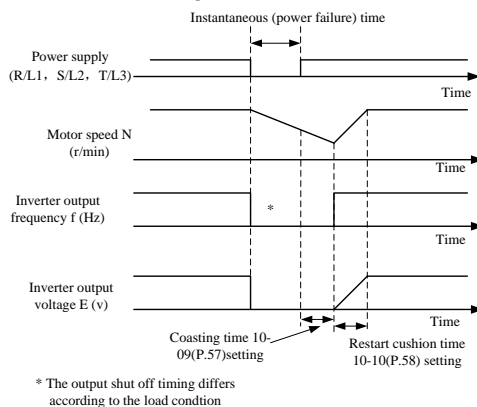 Instantaneous (power failure) time
Power supply
(R/L1, S/L2, T/L3)
Time
Motor speed N
(r/min)
Time
Inverter output
frequency f (Hz)
*
Time
Inverter output
voltage E (v)
Time
Coasting time 10-
09(P.57)setting
Restart cushion time
10-10(P.58) setting
* The output shut off timing differs
according to the load condtion